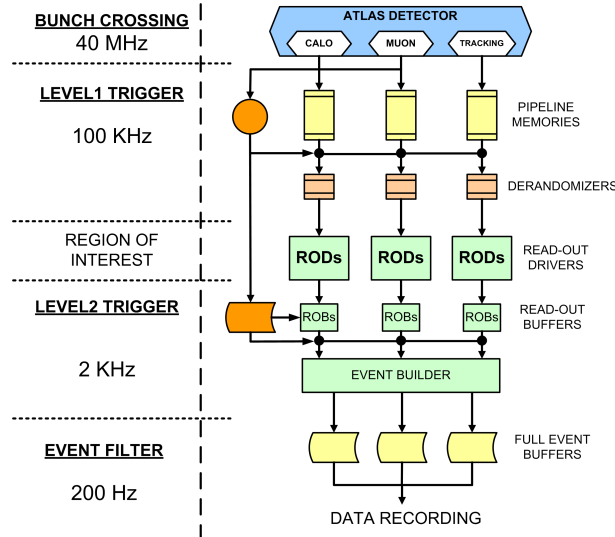 BUNCH CROSSING
40 MHz
ATLAS DETECTOR
CALO
MUON
TRACKING
LEVEL1 TRIGGER
100 KHz
PIPELINE
MEMORIES
DERANDOMIZERS
REGION OF
INTEREST
RODs
RODs
RODs
READ-OUT
DRIVERS
LEVEL2 TRIGGER
2 KHz
ROBs
ROBs
ROBs
READ-OUT
BUFFERS
EVENT BUILDER
EVENT FILTER
200 Hz
FULL EVENT
BUFFERS
DATA RECORDING